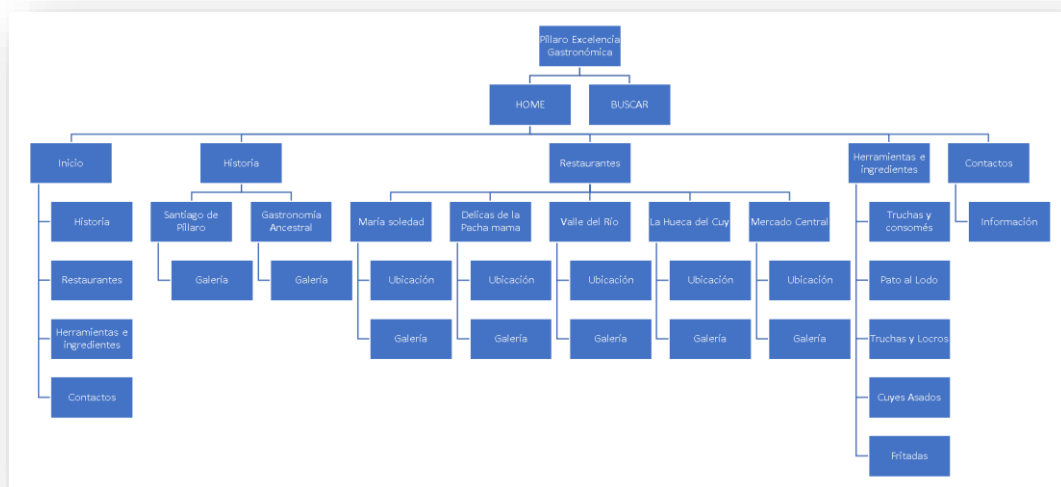 Píllaro Excelencia
Gastronómica
HOME
BUSCAR
Inicio
Historia
Restaurantes
Herramientas e
ingredientes
Contactos
Historia
Santiago de
Píllaro
Gastronomía
Ancestral
María soledad
Delicas de la
Pacha mama
Valle del Río
La Hueca del Cuy
Mercado Central
Truchas y
consomés
Información
Restaurantes
Galería
Galería
Ubicación
Ubicación
Ubicación
Ubicación
Ubicación
Pato al Lodo
Herramientas e
ingredientes
Galería
Galería
Galería
Galería
Galería
Truchas y Locros
Contactos
Cuyes Asados
Fritadas